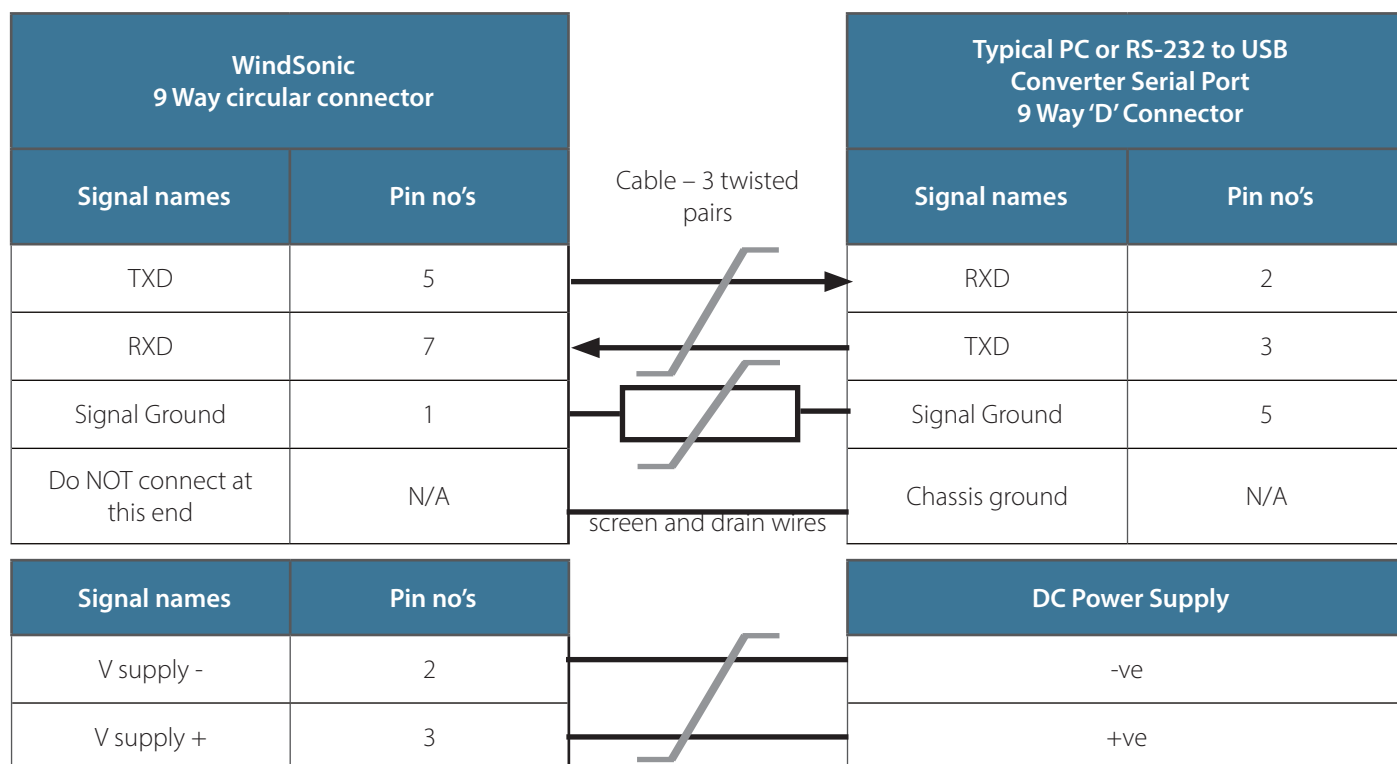 WindSonic
9 Way circular connector
Typical PC or RS-232 to USB
Converter Serial Port
9 Way ‘D’ Connector
Signal names Pin no’s
Cable – 3 twisted
pairs
Signal names Pin no’s
TXD 5 RXD 2
RXD 7 TXD 3
Signal Ground 1 Signal Ground 5
Do NOT connect at
this end
N/A
screen and drain wires
Chassis ground N/A
Signal names Pin no’s DC Power Supply
V supply - 2 -ve
V supply + 3 +ve